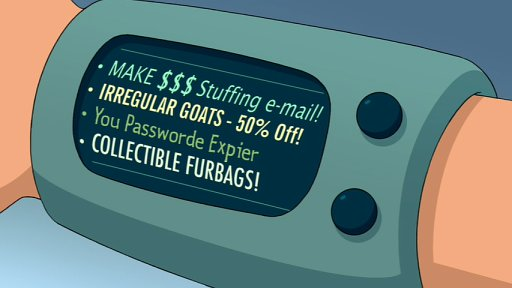 • MAKE $$$ Stuffing e-mail!
• IRREGULAR GOATS - 50% Off!
• You Passworde Expier
• COLLECTIBLE FURBAGS!